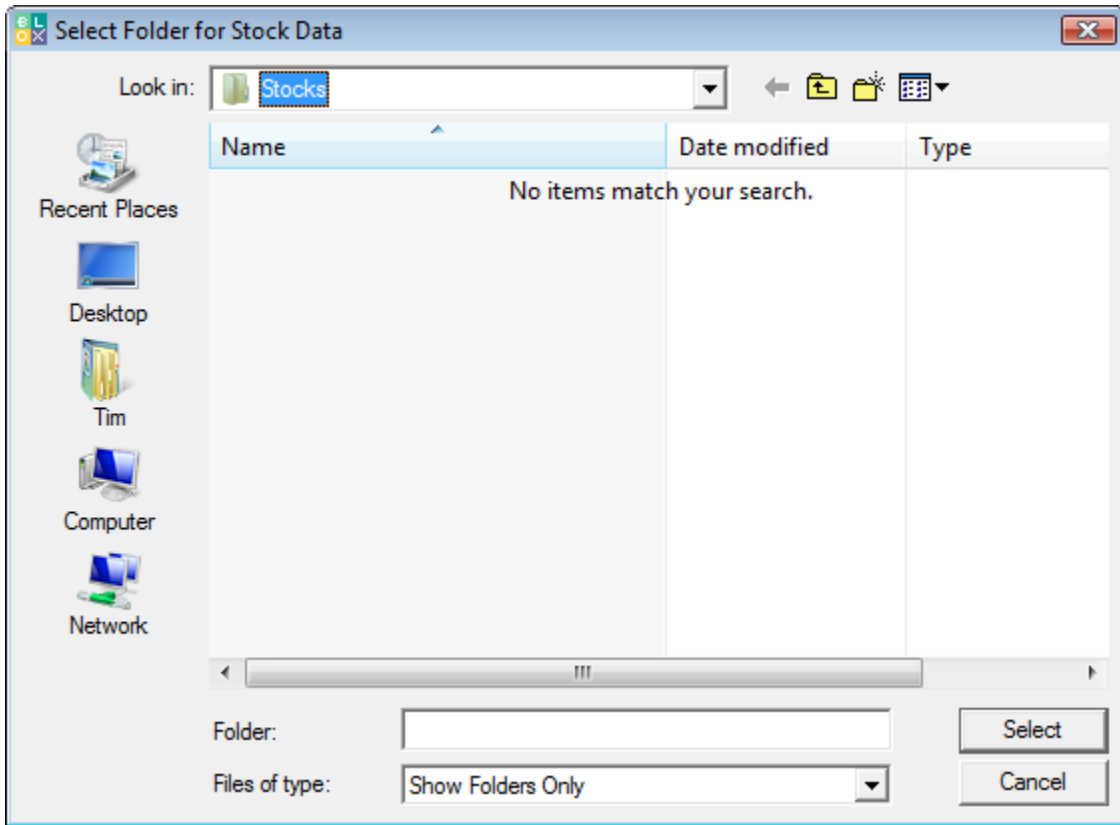 BLOX Select Folder for Stock Data
Look in: Stocks
Name Date modified Type
No items match your search.
Recent Places
Desktop
Tim
Computer
Network
Folder: Select
Files of type: Show Folders Only Cancel